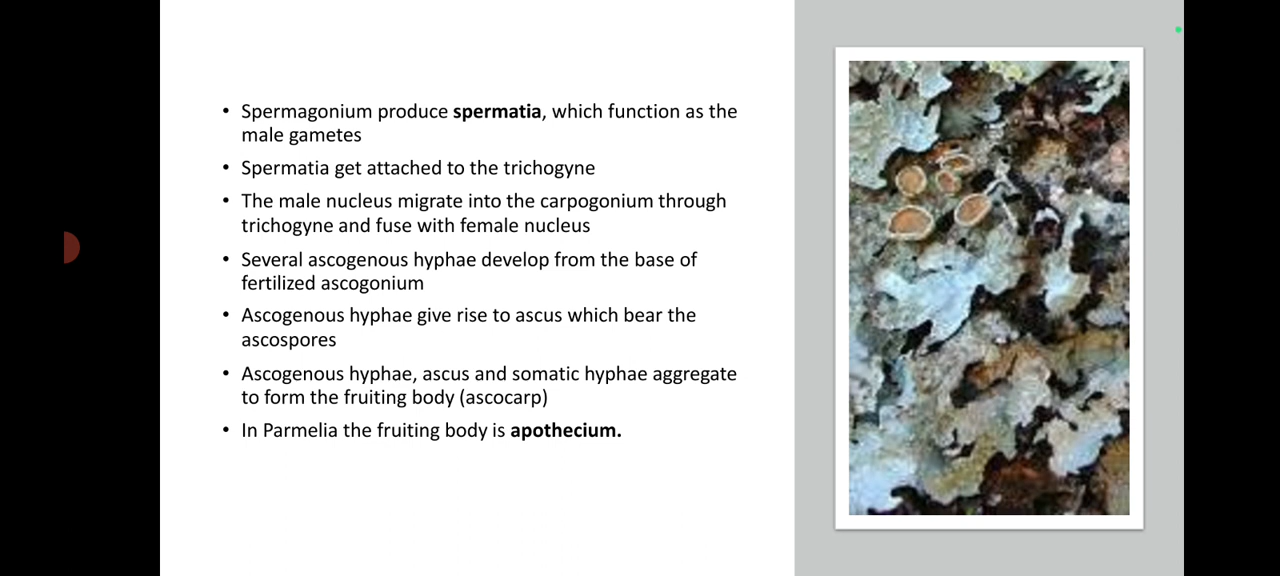 • Spermagonium produce spermatia, which function as the
male gametes
• Spermatia get attached to the trichogyne
• The male nucleus migrate into the carpogonium through
trichogyne and fuse with female nucleus
• Several ascogenous hyphae develop from the base of
fertilized ascogonium
• Ascogenous hyphae give rise to ascus which bear the
ascospores
• Ascogenous hyphae, ascus and somatic hyphae aggregate
to form the fruiting body (ascocarp)
• In Parmelia the fruiting body is apothecium.